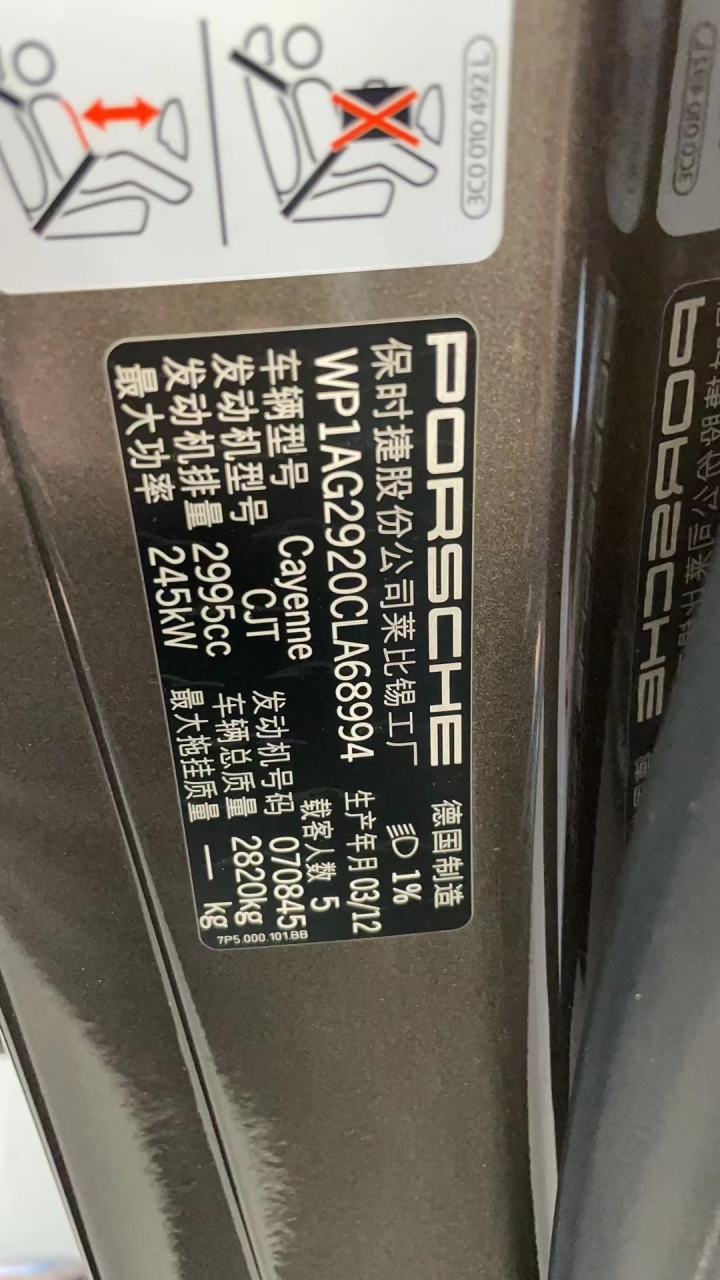 3C0 010 492 L
PORSCHE 德国制造
保时捷股份公司莱比锡工厂 1%
WP1AG2920CLA68994 生产年月 03/12
载客人数 5
车辆型号 Cayenne
发动机型号 CJT 发动机号码 070845
发动机排量 2995cc 车辆总质量 2820kg
最大功率 245kW 最大拖挂质量 — kg
7P5.000.101.BB
PORSCHE